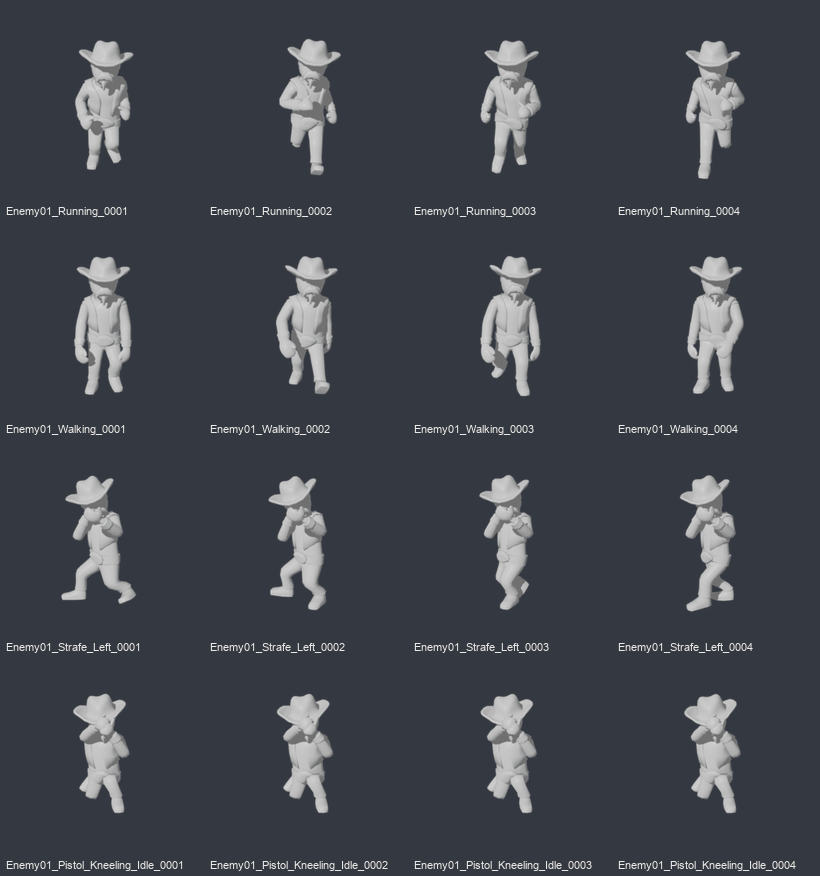 Enemy01_Running_0001
Enemy01_Running_0002
Enemy01_Running_0003
Enemy01_Running_0004
Enemy01_Walking_0001
Enemy01_Walking_0002
Enemy01_Walking_0003
Enemy01_Walking_0004
Enemy01_Strafe_Left_0001
Enemy01_Strafe_Left_0002
Enemy01_Strafe_Left_0003
Enemy01_Strafe_Left_0004
Enemy01_Pistol_Kneeling_Idle_0001
Enemy01_Pistol_Kneeling_Idle_0002
Enemy01_Pistol_Kneeling_Idle_0003
Enemy01_Pistol_Kneeling_Idle_0004